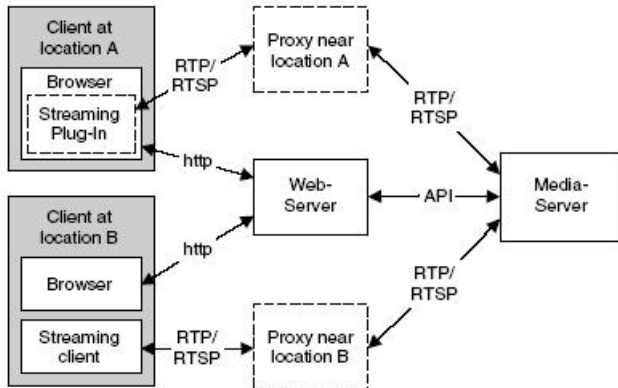 Client at
location A
Browser
Streaming
Plug-In
RTP/
RTSP
Proxy near
location A
RTP/
RTSP
http
Web-
Server
API
Media-
Server
Client at
location B
http
Browser
RTP/
RTSP
Streaming
client
RTP/
RTSP
Proxy near
location B